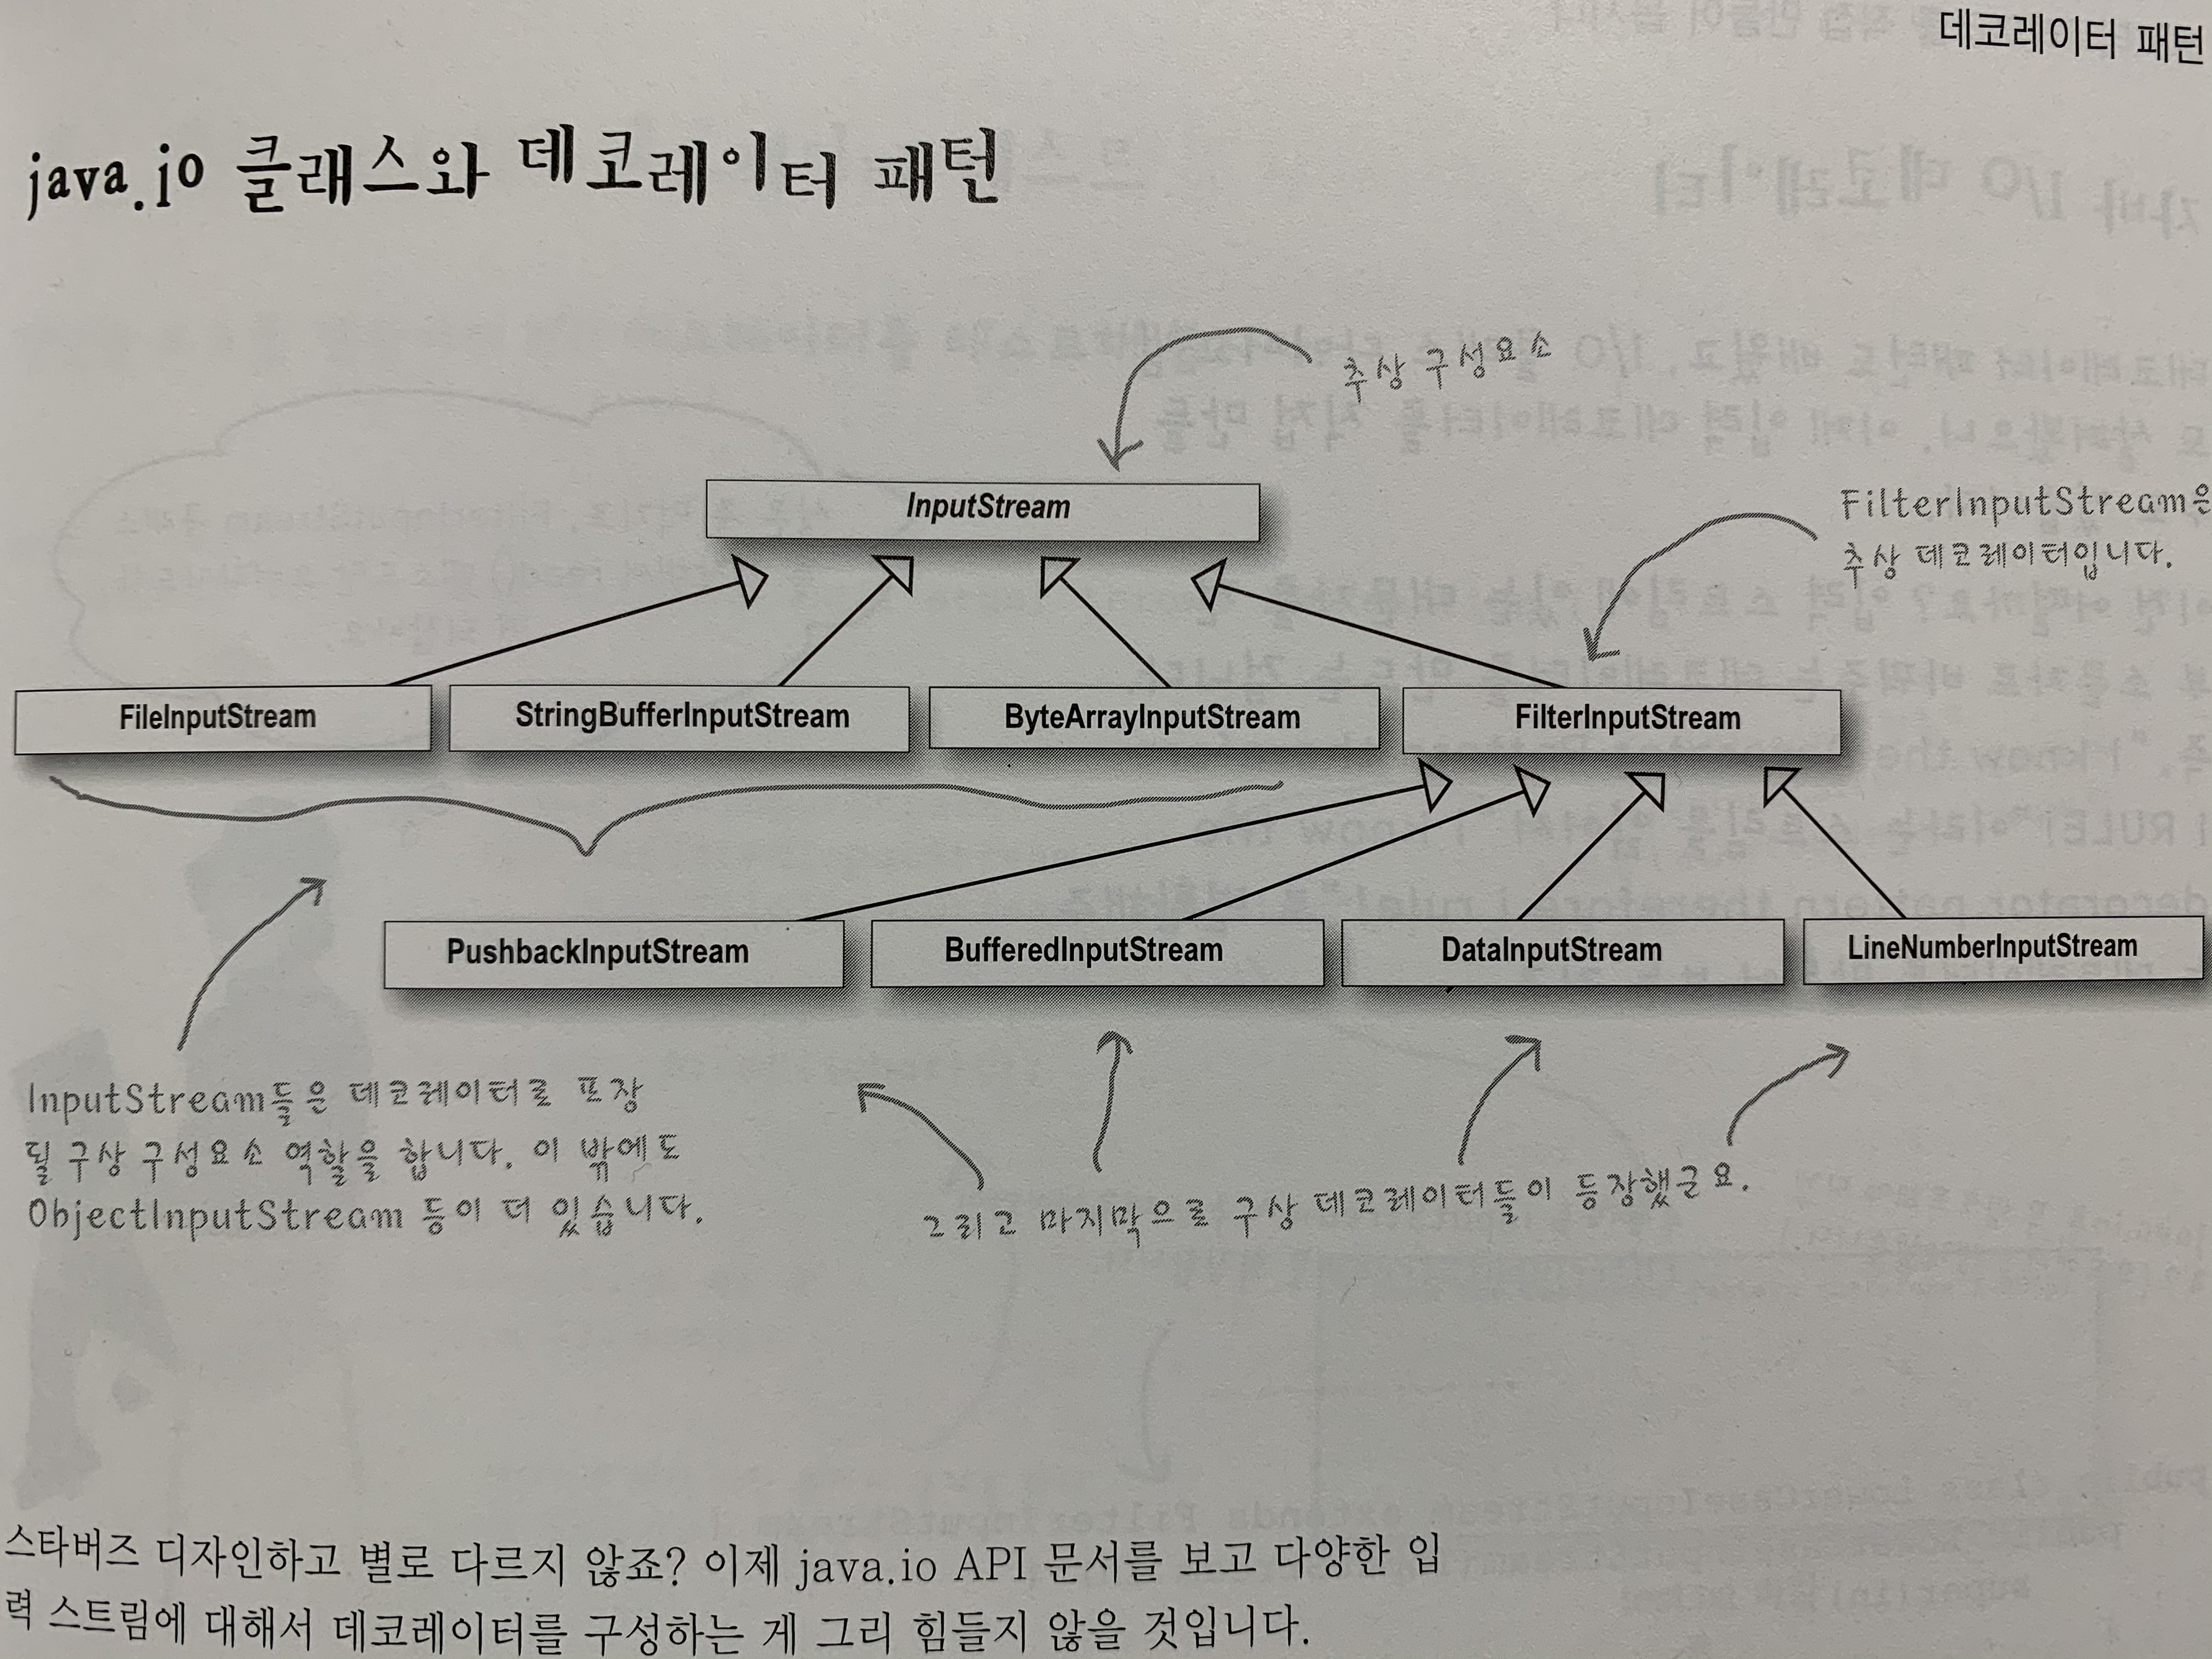 데코레이터 패턴
java.io 클래스와 데코레이터 패턴
추상 구성요소
InputStream
FilterInputStream은
추상 데코레이터입니다.
FileInputStream
StringBufferInputStream
ByteArrayInputStream
FilterInputStream
PushbackInputStream
BufferedInputStream
DataInputStream
LineNumberInputStream
InputStream들은 데코레이터로 포장
될 구상 구성요소 역할을 합니다. 이 밖에도
ObjectInputStream 등이 더 있습니다.
그리고 마지막으로 구상 데코레이터들이 등장했군요.
스타버즈 디자인하고 별로 다르지 않죠? 이제 java.io API 문서를 보고 다양한 입
력 스트림에 대해서 데코레이터를 구성하는 게 그리 힘들지 않을 것입니다.